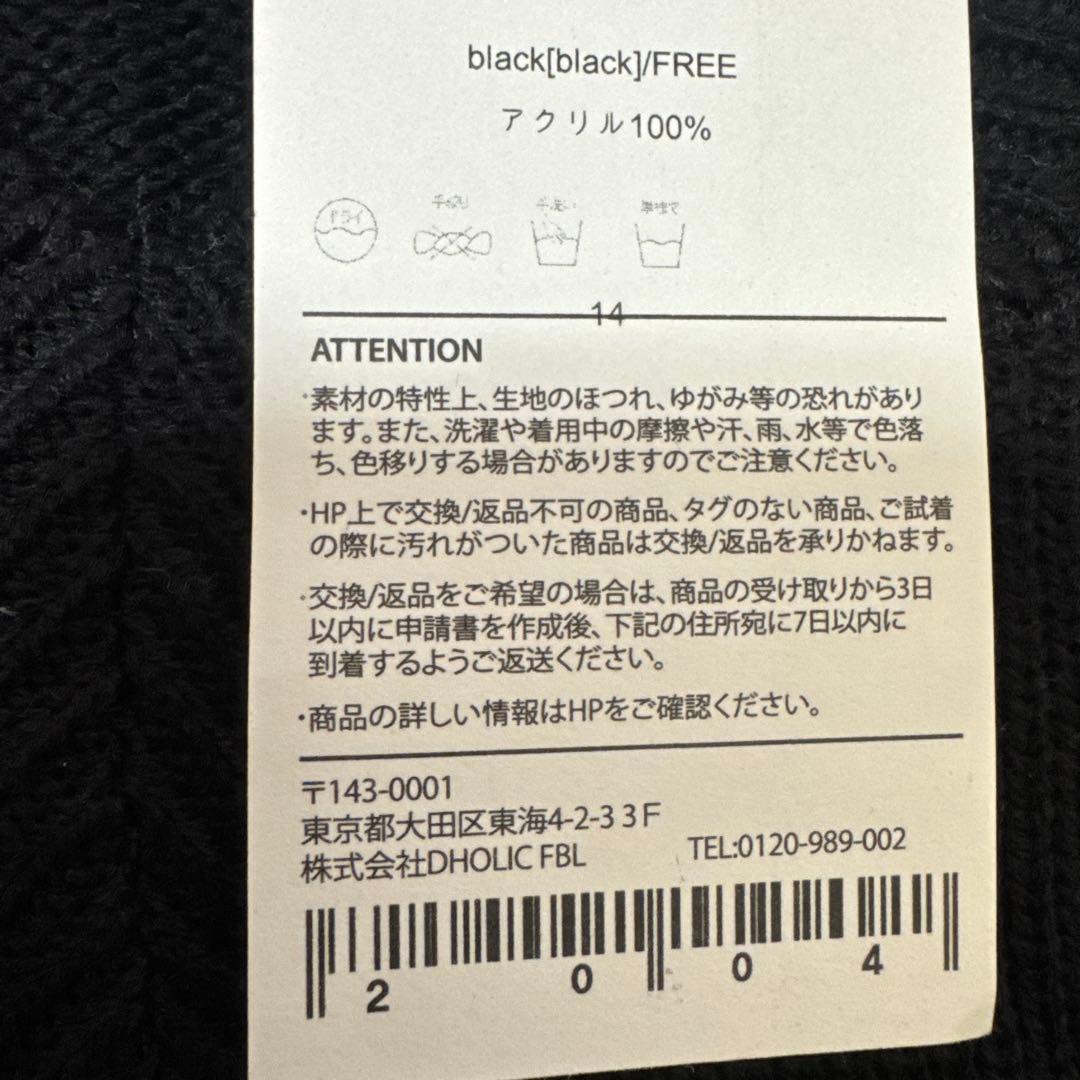 black[black]/FREE
アクリル100%
ドライ
手絞り
手洗い
単独で
14
ATTENTION
・素材の特性上、生地のほつれ、ゆがみ等の恐れがあり
ます。また、洗濯や着用中の摩擦や汗、雨、水等で色落
ち、色移りする場合がありますのでご注意ください。
・HP上で交換/返品不可の商品、タグのない商品、ご試着
の際に汚れがついた商品は交換/返品を承りかねます。
・交換/返品をご希望の場合は、商品の受け取りから3日
以内に申請書を作成後、下記の住所宛に7日以内に
到着するようご返送ください。
・商品の詳しい情報はHPをご確認ください。
〒143-0001
東京都大田区東海4-2-3 3F
株式会社DHOLIC FBL
TEL:0120-989-002
2 0 0 4